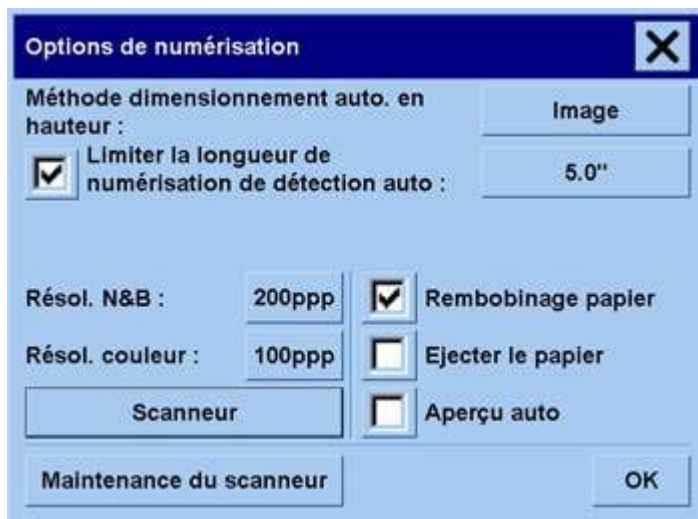 Options de numérisation
Méthode dimensionnement auto. en
hauteur :
Image
Limiter la longueur de
numérisation de détection auto :
5.0"
Résol. N&B :
200ppp
Rembobinage papier
Résol. couleur :
100ppp
Ejecter le papier
Scanneur
Aperçu auto
Maintenance du scanneur
OK